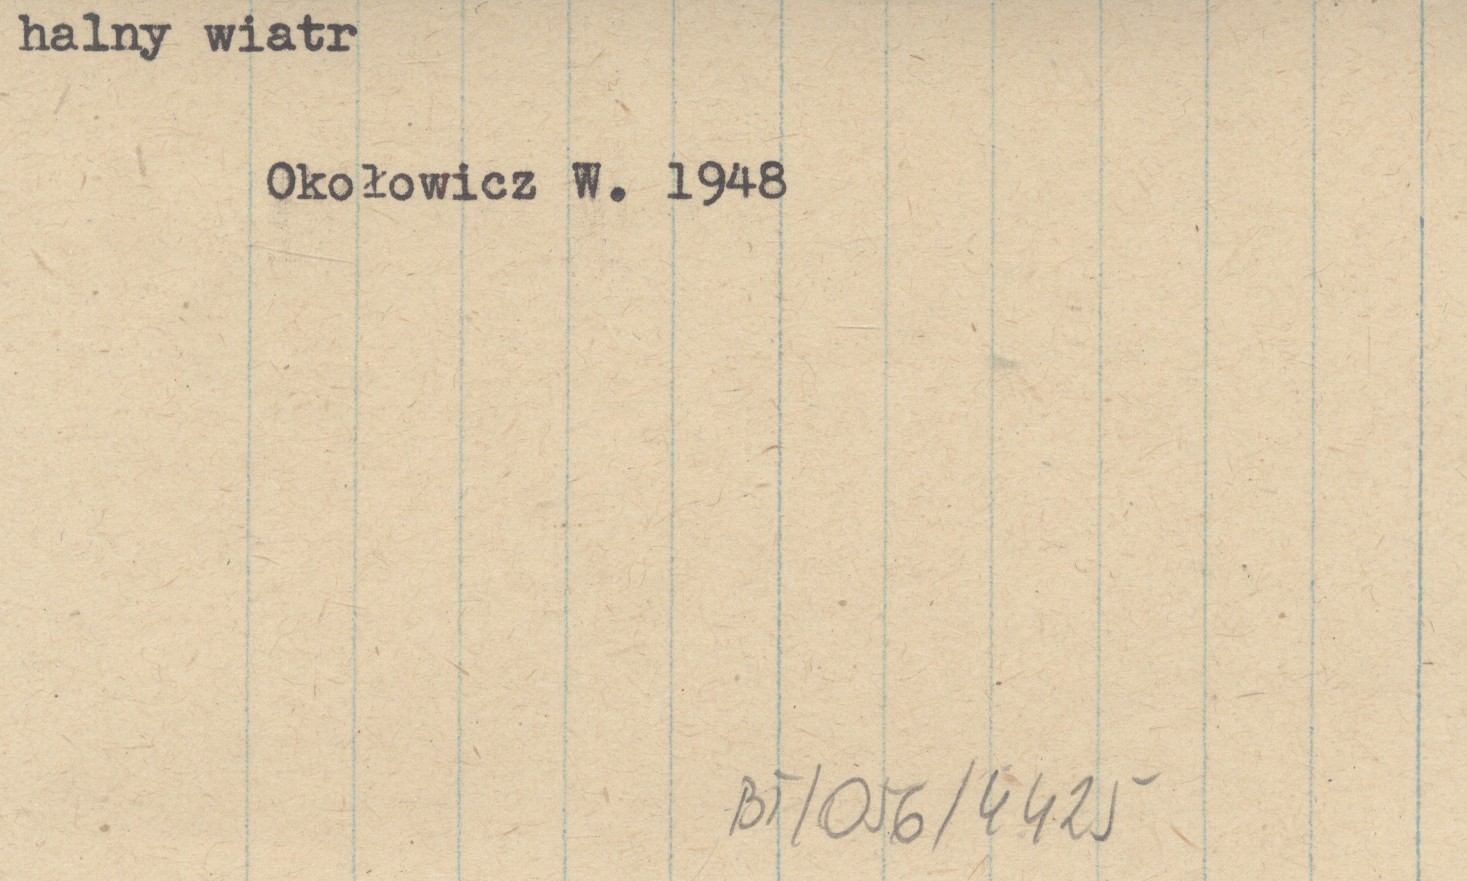 halny wiatr
Okołowicz W. 1948
BT/056/4425